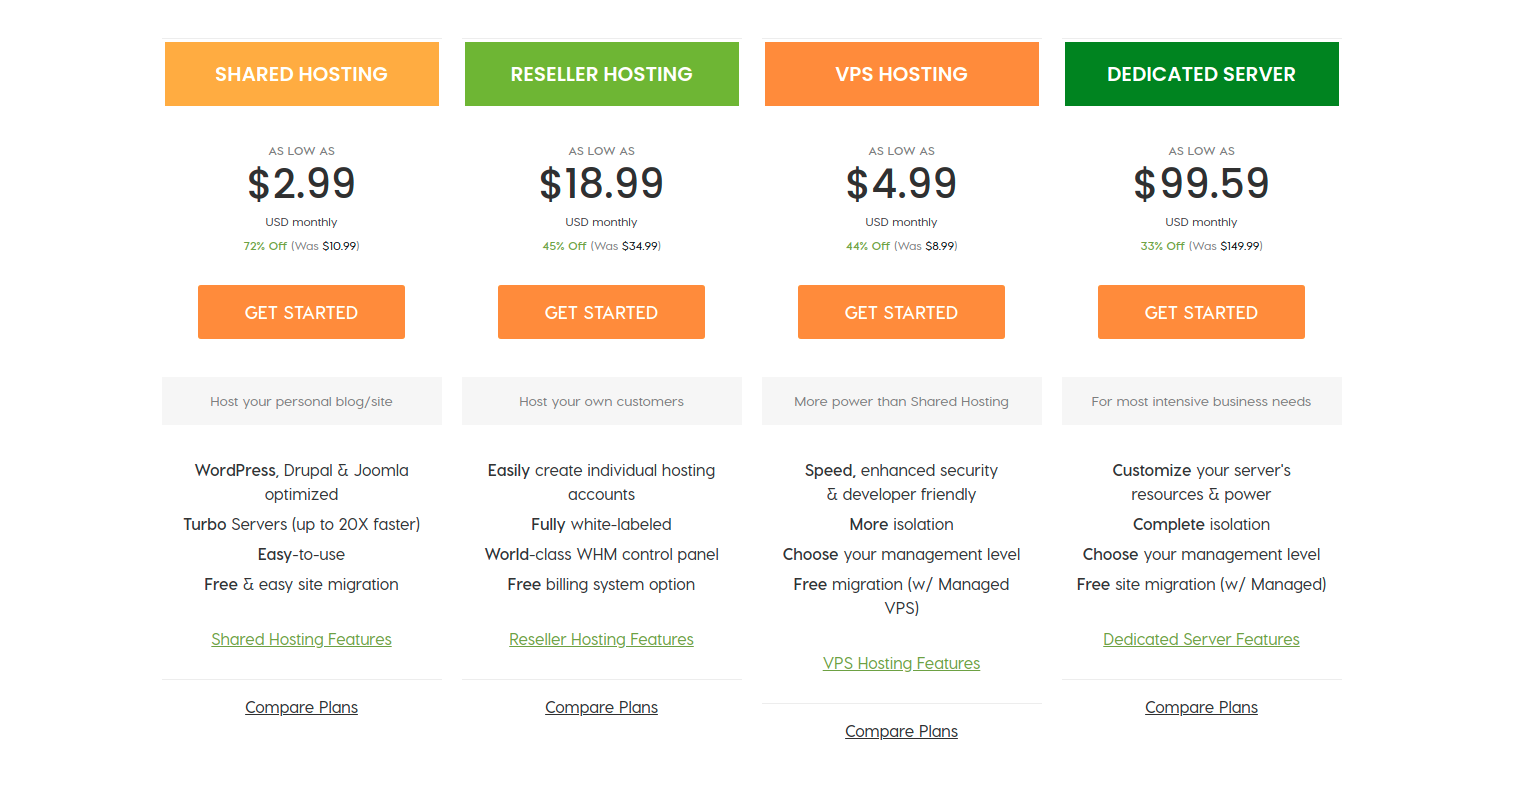 SHARED HOSTING
AS LOW AS
$2.99
USD monthly
72% Off (Was $10.99)
GET STARTED
Host your personal blog/site
WordPress, Drupal & Joomla
optimized
Turbo Servers (up to 20X faster)
Easy-to-use
Free & easy site migration
Shared Hosting Features
Compare Plans
RESELLER HOSTING
AS LOW AS
$18.99
USD monthly
45% Off (Was $34.99)
GET STARTED
Host your own customers
Easily create individual hosting
accounts
Fully white-labeled
World-class WHM control panel
Free billing system option
Reseller Hosting Features
Compare Plans
VPS HOSTING
AS LOW AS
$4.99
USD monthly
44% Off (Was $8.99)
GET STARTED
More power than Shared Hosting
Speed, enhanced security
& developer friendly
More isolation
Choose your management level
Free migration (w/ Managed
VPS)
VPS Hosting Features
Compare Plans
DEDICATED SERVER
AS LOW AS
$99.59
USD monthly
33% Off (Was $149.99)
GET STARTED
For most intensive business needs
Customize your server's
resources & power
Complete isolation
Choose your management level
Free site migration (w/ Managed)
Dedicated Server Features
Compare Plans